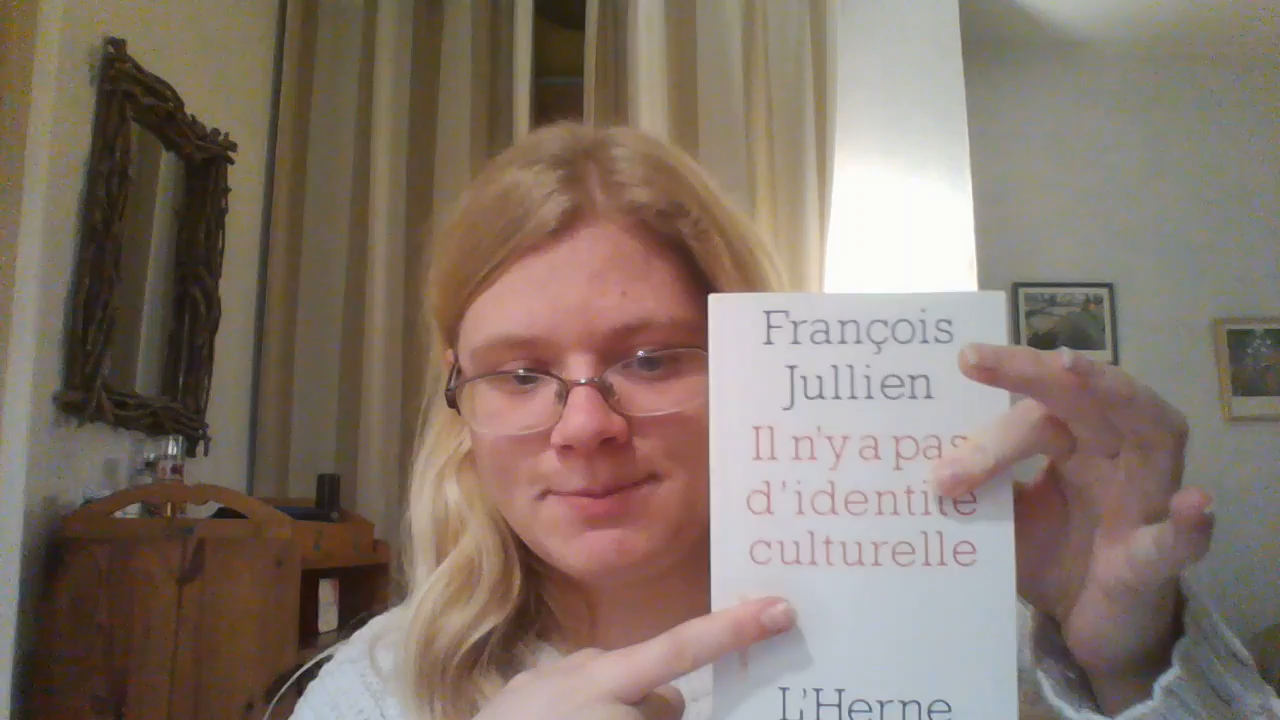 François
Jullien
Il n'y a pas
d'identité
culturelle
L'Herne